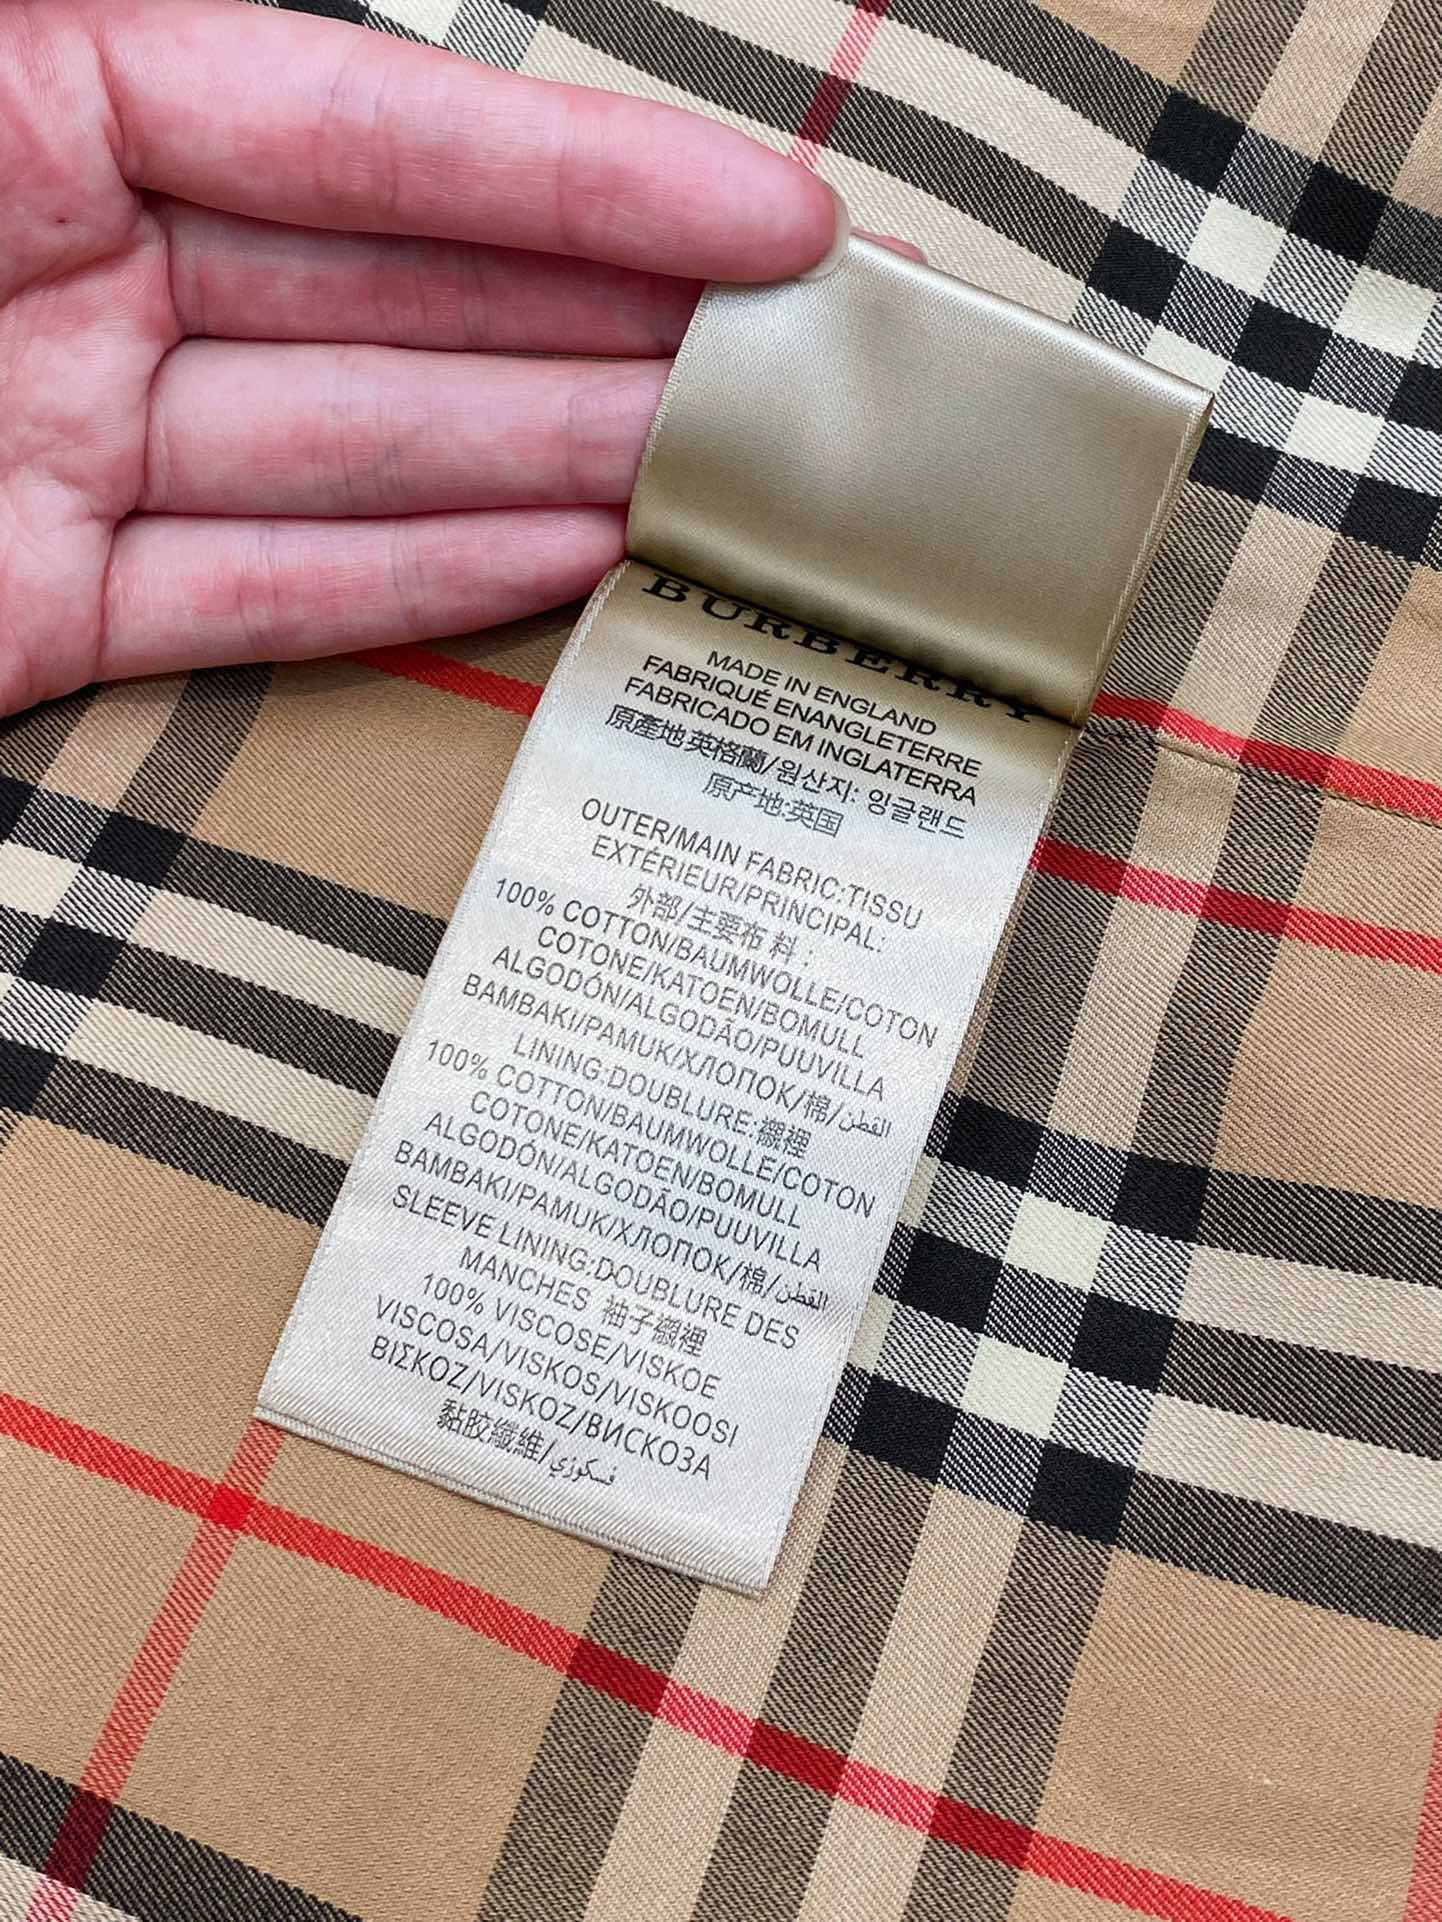 BURBERRY
MADE IN ENGLAND
FABRIQUÉ ENANGLETERRE
FABRICADO EM INGLATERRA
原產地 英格蘭/원산지: 잉글랜드
原产地:英国
OUTER/MAIN FABRIC:TISSU
EXTÉRIEUR/PRINCIPAL:
外部/主要布 料 :
100% COTTON/BAUMWOLLE/COTON
COTONE/KATOEN/BOMULL
ALGODÓN/ALGODÃO/PUUVILLA
BAMBAKI/PAMUK/ХЛОПОК/棉/القطن
LINING:DOUBLURE:襯裡
100% COTTON/BAUMWOLLE/COTON
COTONE/KATOEN/BOMULL
ALGODÓN/ALGODÃO/PUUVILLA
BAMBAKI/PAMUK/ХЛОПОК/棉/القطن
SLEEVE LINING:DOUBLURE DES
MANCHES 袖子襯裡
100% VISCOSE/VISKOE
VISCOSA/VISKOS/VISKOOSI
ΒΙΣΚΟΖ/VISKOZ/ВИСКОЗА
黏胶纖維/فسكوزي